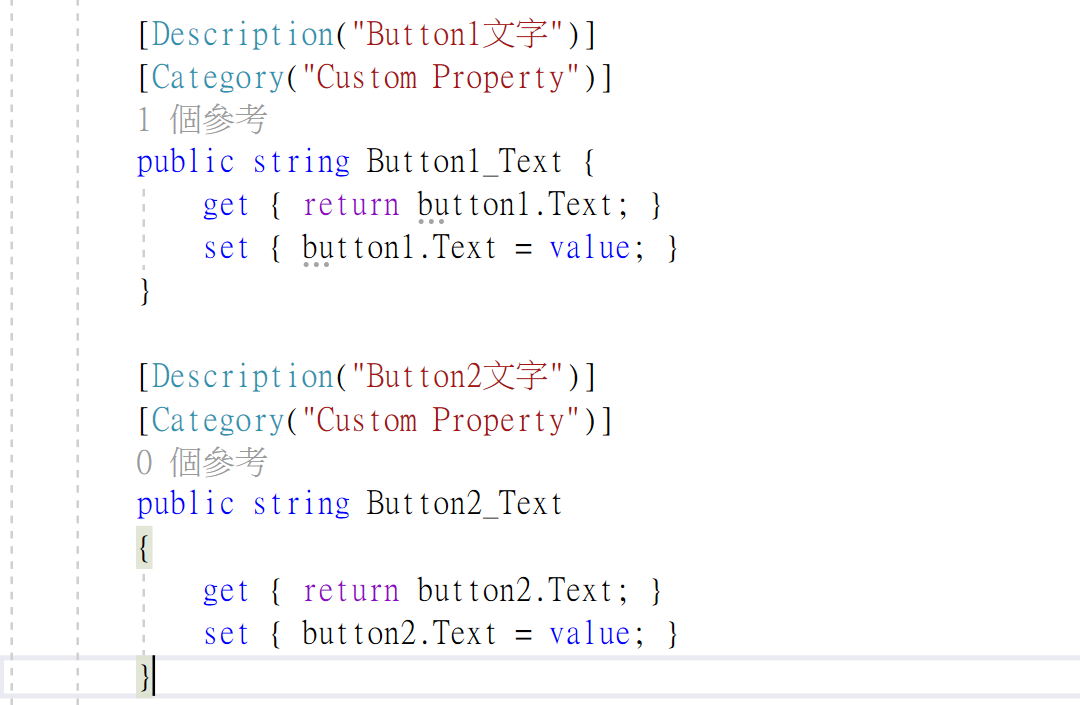 [Description("Button1文字")]
[Category("Custom Property")]
1 個參考
public string Button1_Text {
get { return button1.Text; }
set { button1.Text = value; }
}
[Description("Button2文字")]
[Category("Custom Property")]
0 個參考
public string Button2_Text
{
get { return button2.Text; }
set { button2.Text = value; }
}